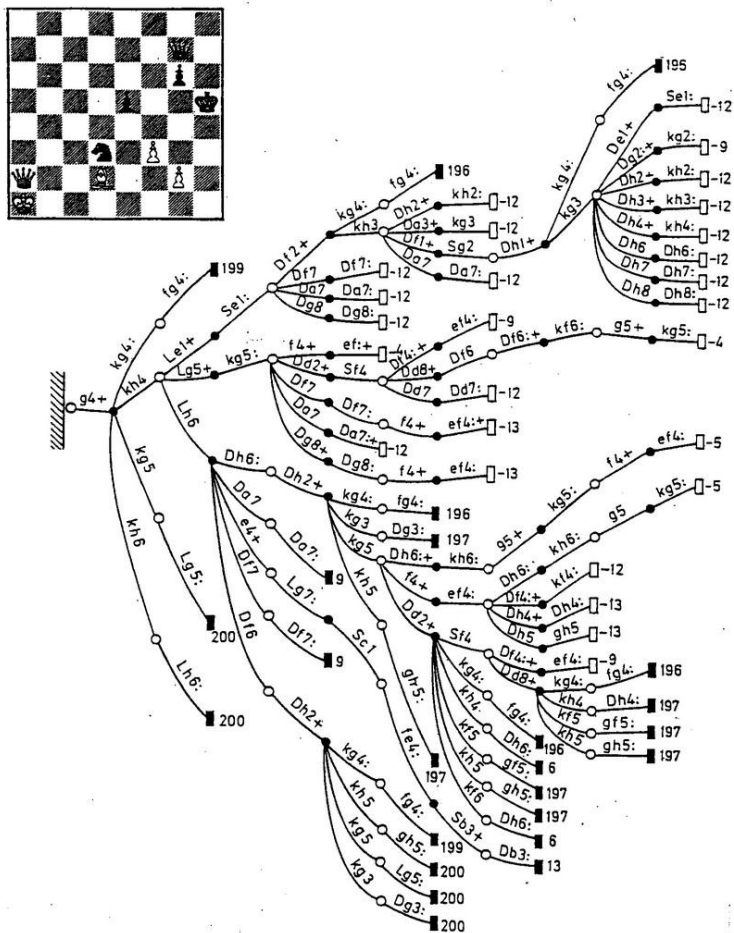 g4+
kg4:
fg4:
199
kh4
Le1+
Se1:
Df2+
kg4:
fg4:
196
kh3
Dh2+
kh2:
-12
Da3+
kg3
-12
Df1+
Sg2
Dh1+
kg4:
fg4:
195
kg3
De1+
Se1:
-12
Dg2:+
kg2:
-9
Dh2+
kh2:
-12
Dh3+
kh3:
-12
Dh4+
kh4:
-12
Dh6
Dh6:
-12
Dh7
Dh7:
-12
Dh8
Dh8:
-12
Da7
Da7:
-12
Df7
Df7:
-12
Da7
Da7:
-12
Dg8
Dg8:
-12
Lg5+
kg5:
f4+
ef:+
-4
Dd2+
Sf4
Df4:+
ef4:
-9
Dd8+
Df6
Df6:+
kf6:
g5+
kg5:
-4
Dd7
Dd7:
-12
Df7
Df7:
f4+
ef4:+
-13
Da7
Da7:+
-12
Dg8+
Dg8:
f4+
ef4:
-13
Lh6
Dh6:
Dh2+
kg4:
fg4:
196
kg3
Dg3:
197
kg5
Dh6:+
kh6:
g5+
kg5:
f4+
ef4:
-5
f4+
ef4:
Dh6:
kh6:
g5
kg5:
-5
Df4:+
kf4:
-12
Dh4+
Dh4:
-13
Dh5
gh5
-13
Dd2+
Sf4
Df4:+
ef4:
-9
Dd8+
kg4:
fg4:
196
kh4
Dh4:
197
kf5
gf5:
197
kh5
gh5:
197
kg4:
fg4:
196
kh4
Dh6:
6
kf5
gf5:
197
kh5
gh5:
197
kf6
Dh6:
6
kh5
gh5:
197
Da7
Da7:
9
e4+
Lg7:
Sc1
fe4:
Sb3+
Db3:
13
Df7
Df7:
9
Df6
Dh2+
kg4:
fg4:
199
kh5
gh5:
200
kg5
Lg5:
200
kg3
Dg3:
200
kg5
Lg5:
200
kh6
Lh6:
200